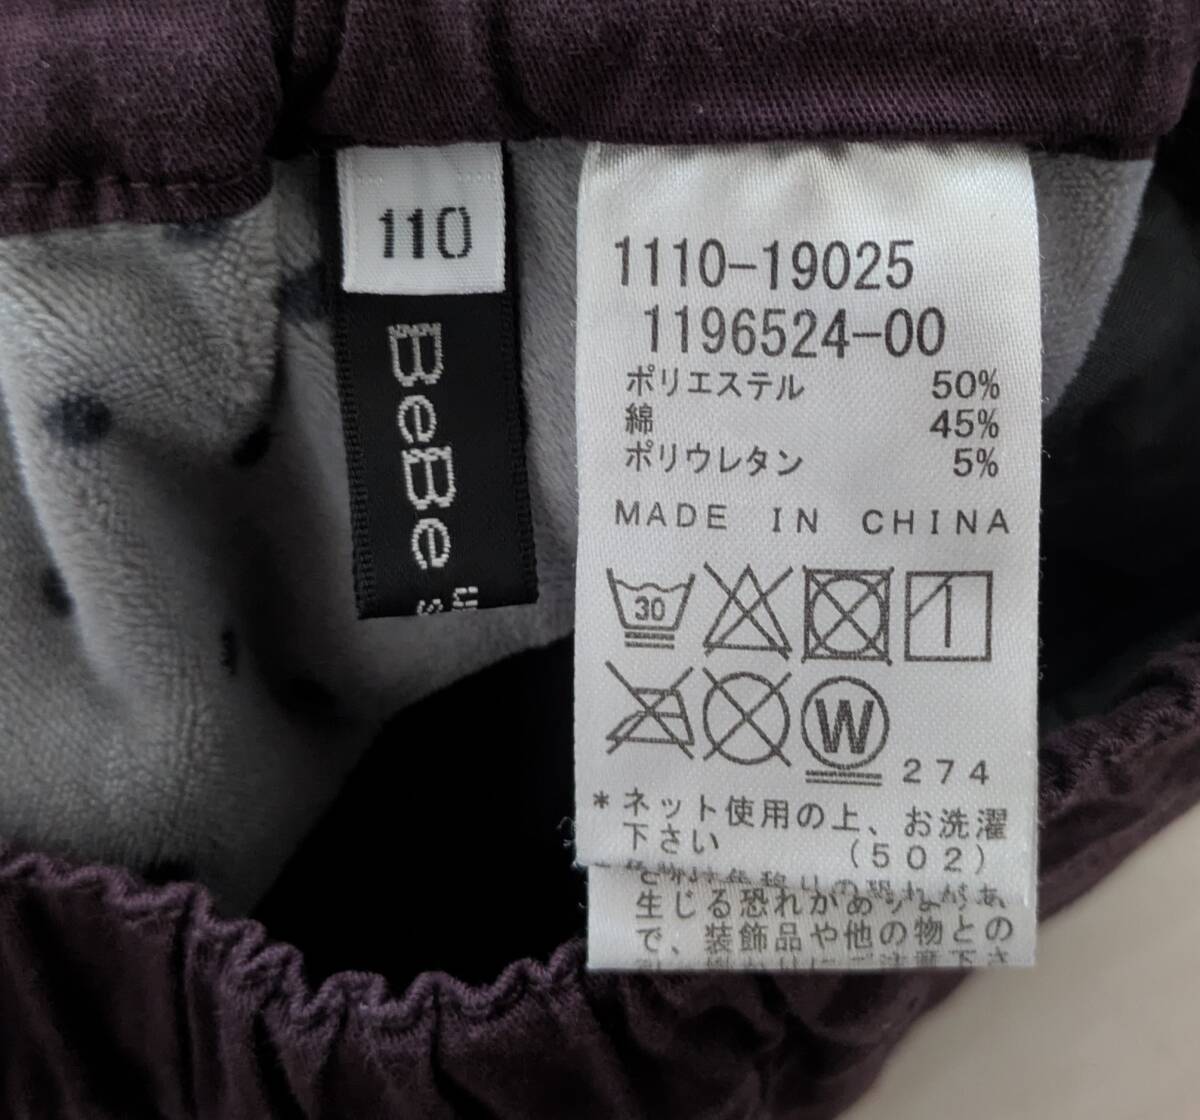 110
BeBe
1110-19025
1196524-00
ポリエステル 50%
綿 45%
ポリウレタン 5%
MADE IN CHINA
30
W
274
*ネット使用の上、お洗濯
下さい (502)
生じる恐れがあ
で、装飾品や他の物との